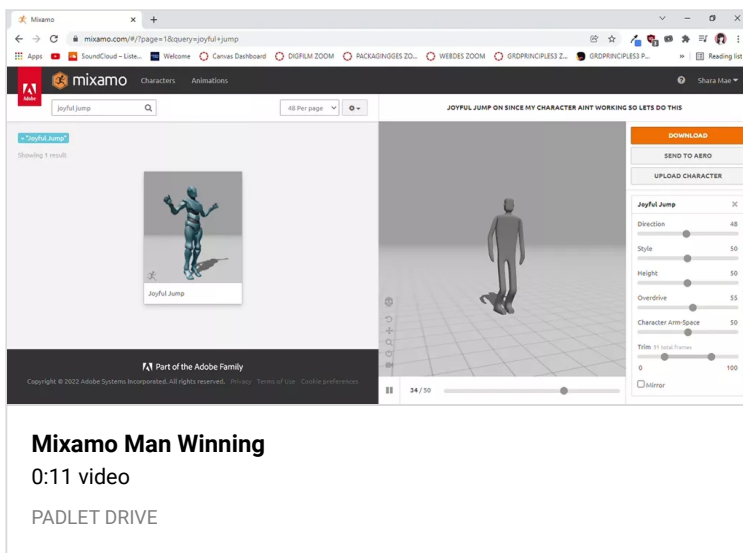 Mixamo
mixamo.com/#/?page=1&query=joyful+jump
Apps
SoundCloud – Liste...
Welcome
Canvas Dashboard
DIGFILM ZOOM
PACKAGINGGES ZO...
WEBDES ZOOM
GRDPRINCIPLES3 Z...
GRDPRINCIPLES3 P...
»
Reading list
Adobe
mixamo
Characters
Animations
Shara Mae
joyful jump
48 Per page
JOYFUL JUMP ON SINCE MY CHARACTER AINT WORKING SO LETS DO THIS
× "Joyful Jump"
Showing 1 result
Joyful Jump
DOWNLOAD
SEND TO AERO
UPLOAD CHARACTER
Joyful Jump
Direction 48
Style 50
Height 50
Overdrive 55
Character Arm-Space 50
Trim 31 total frames
0 100
Mirror
Part of the Adobe Family
Copyright © 2022 Adobe Systems Incorporated. All rights reserved. Privacy Terms of Use Cookie preferences
34 / 50
Mixamo Man Winning
0:11 video
PADLET DRIVE